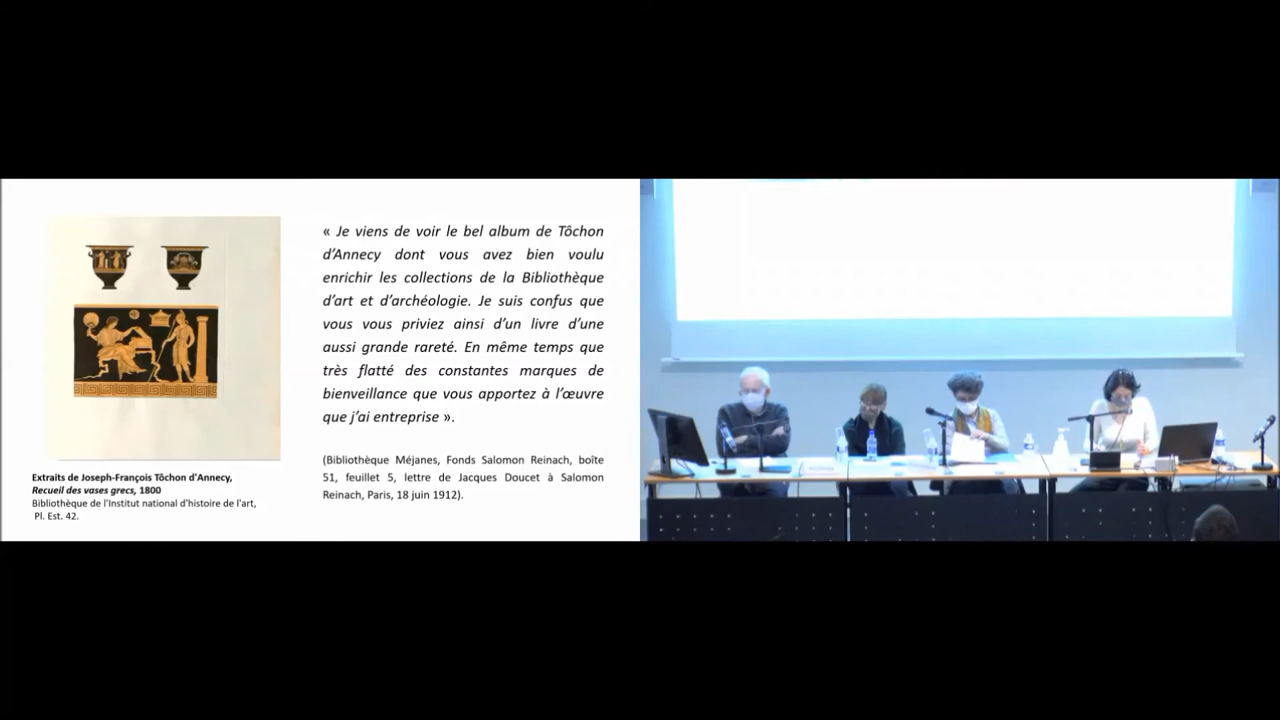 « Je viens de voir le bel album de Tôchon
d'Annecy dont vous avez bien voulu
enrichir les collections de la Bibliothèque
d'art et d'archéologie. Je suis confus que
vous vous priviez ainsi d'un livre d'une
aussi grande rareté. En même temps que
très flatté des constantes marques de
bienveillance que vous apportez à l'œuvre
que j'ai entreprise ».
(Bibliothèque Méjanes, Fonds Salomon Reinach, boîte
51, feuillet 5, lettre de Jacques Doucet à Salomon
Reinach, Paris, 18 juin 1912).
Extraits de Joseph-François Tôchon d'Annecy,
Recueil des vases grecs, 1800
Bibliothèque de l'Institut national d'histoire de l'art,
Pl. Est. 42.